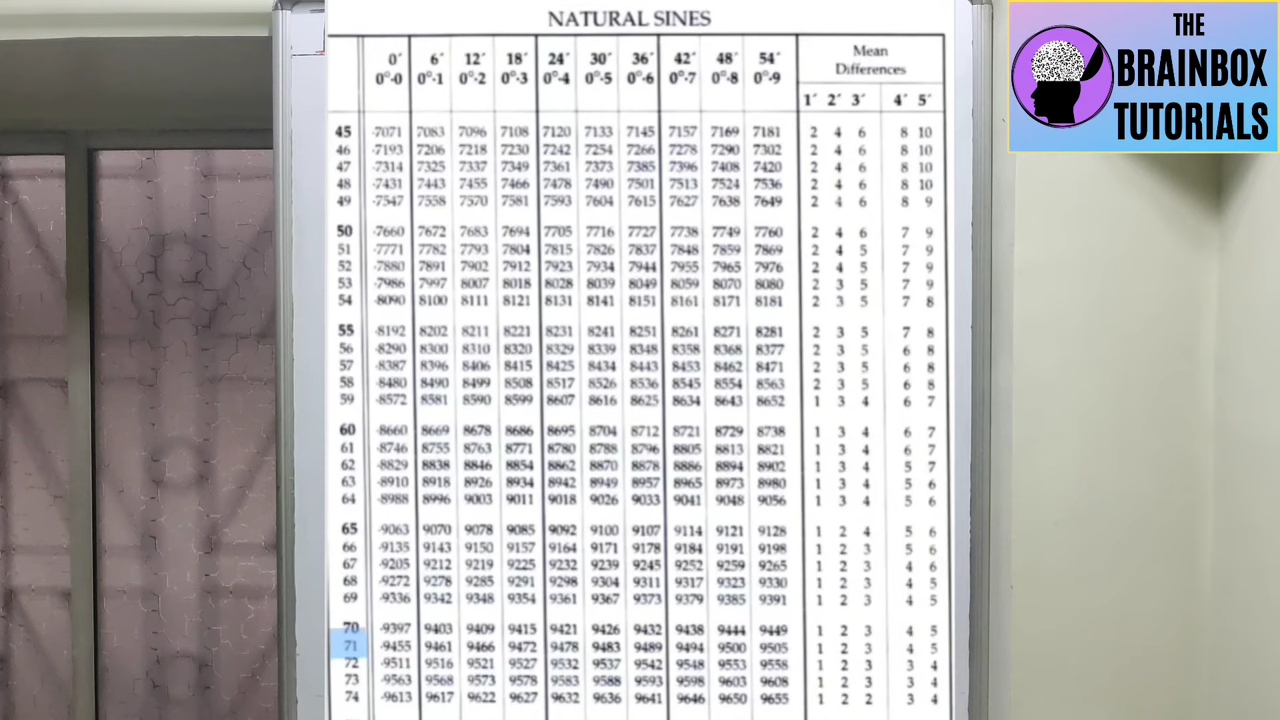 NATURAL SINES
0´ 6´ 12´ 18´ 24´ 30´ 36´ 42´ 48´ 54´ Mean
0°·0 0°·1 0°·2 0°·3 0°·4 0°·5 0°·6 0°·7 0°·8 0°·9 Differences
1´ 2´ 3´ 4´ 5´
45 ·7071 7083 7096 7108 7120 7133 7145 7157 7169 7181 2 4 6 8 10
46 ·7193 7206 7218 7230 7242 7254 7266 7278 7290 7302 2 4 6 8 10
47 ·7314 7325 7337 7349 7361 7373 7385 7396 7408 7420 2 4 6 8 10
48 ·7431 7443 7455 7466 7478 7490 7501 7513 7524 7536 2 4 6 8 10
49 ·7547 7558 7570 7581 7593 7604 7615 7627 7638 7649 2 4 6 8 9
50 ·7660 7672 7683 7694 7705 7716 7727 7738 7749 7760 2 4 6 7 9
51 ·7771 7782 7793 7804 7815 7826 7837 7848 7859 7869 2 4 5 7 9
52 ·7880 7891 7902 7912 7923 7934 7944 7955 7965 7976 2 4 5 7 9
53 ·7986 7997 8007 8018 8028 8039 8049 8059 8070 8080 2 3 5 7 9
54 ·8090 8100 8111 8121 8131 8141 8151 8161 8171 8181 2 3 5 7 8
55 ·8192 8202 8211 8221 8231 8241 8251 8261 8271 8281 2 3 5 7 8
56 ·8290 8300 8310 8320 8329 8339 8348 8358 8368 8377 2 3 5 6 8
57 ·8387 8396 8406 8415 8425 8434 8443 8453 8462 8471 2 3 5 6 8
58 ·8480 8490 8499 8508 8517 8526 8536 8545 8554 8563 2 3 5 6 8
59 ·8572 8581 8590 8599 8607 8616 8625 8634 8643 8652 1 3 4 6 7
60 ·8660 8669 8678 8686 8695 8704 8712 8721 8729 8738 1 3 4 6 7
61 ·8746 8755 8763 8771 8780 8788 8796 8805 8813 8821 1 3 4 6 7
62 ·8829 8838 8846 8854 8862 8870 8878 8886 8894 8902 1 3 4 5 7
63 ·8910 8918 8926 8934 8942 8949 8957 8965 8973 8980 1 3 4 5 6
64 ·8988 8996 9003 9011 9018 9026 9033 9041 9048 9056 1 3 4 5 6
65 ·9063 9070 9078 9085 9092 9100 9107 9114 9121 9128 1 2 4 5 6
66 ·9135 9143 9150 9157 9164 9171 9178 9184 9191 9198 1 2 3 5 6
67 ·9205 9212 9219 9225 9232 9239 9245 9252 9259 9265 1 2 3 4 6
68 ·9272 9278 9285 9291 9298 9304 9311 9317 9323 9330 1 2 3 4 5
69 ·9336 9342 9348 9354 9361 9367 9373 9379 9385 9391 1 2 3 4 5
70 ·9397 9403 9409 9415 9421 9426 9432 9438 9444 9449 1 2 3 4 5
71 ·9455 9461 9466 9472 9478 9483 9489 9494 9500 9505 1 2 3 4 5
72 ·9511 9516 9521 9527 9532 9537 9542 9548 9553 9558 1 2 3 3 4
73 ·9563 9568 9573 9578 9583 9588 9593 9598 9603 9608 1 2 3 3 4
74 ·9613 9617 9622 9627 9632 9636 9641 9646 9650 9655 1 2 2 3 4
THE
BRAINBOX
TUTORIALS